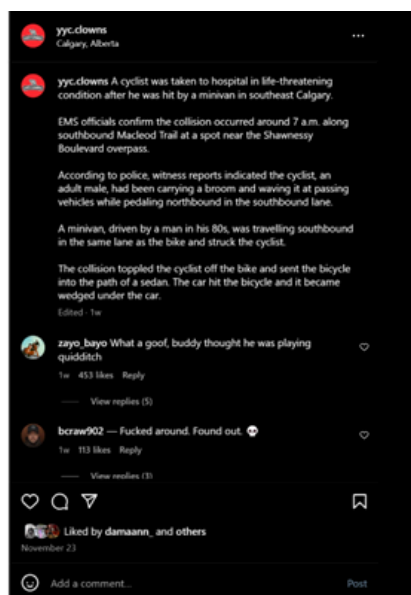 yyc.clowns
Calgary, Alberta
yyc.clowns A cyclist was taken to hospital in life-threatening
condition after he was hit by a minivan in southeast Calgary.
EMS officials confirm the collision occurred around 7 a.m. along
southbound Macleod Trail at a spot near the Shawnessy
Boulevard overpass.
According to police, witness reports indicated the cyclist, an
adult male, had been carrying a broom and waving it at passing
vehicles while pedaling northbound in the southbound lane.
A minivan, driven by a man in his 80s, was travelling southbound
in the same lane as the bike and struck the cyclist.
The collision toppled the cyclist off the bike and sent the bicycle
into the path of a sedan. The car hit the bicycle and it became
wedged under the car.
Edited · 1w
zayo_bayo What a goof, buddy thought he was playing
quidditch
1w 453 likes Reply
View replies (5)
bcraw902 — Fucked around. Found out. 💀
1w 113 likes Reply
View replies (3)
Liked by damaann_ and others
November 23
Add a comment...
Post